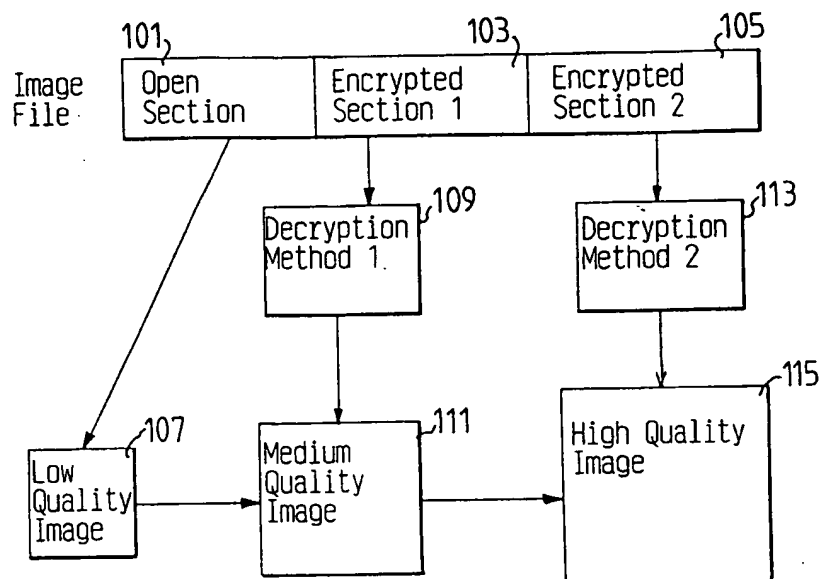 101
103
105
Image
File
Open
Section
Encrypted
Section 1
Encrypted
Section 2
109
113
Decryption
Method 1
Decryption
Method 2
107
111
115
Low
Quality
Image
Medium
Quality
Image
High Quality
Image